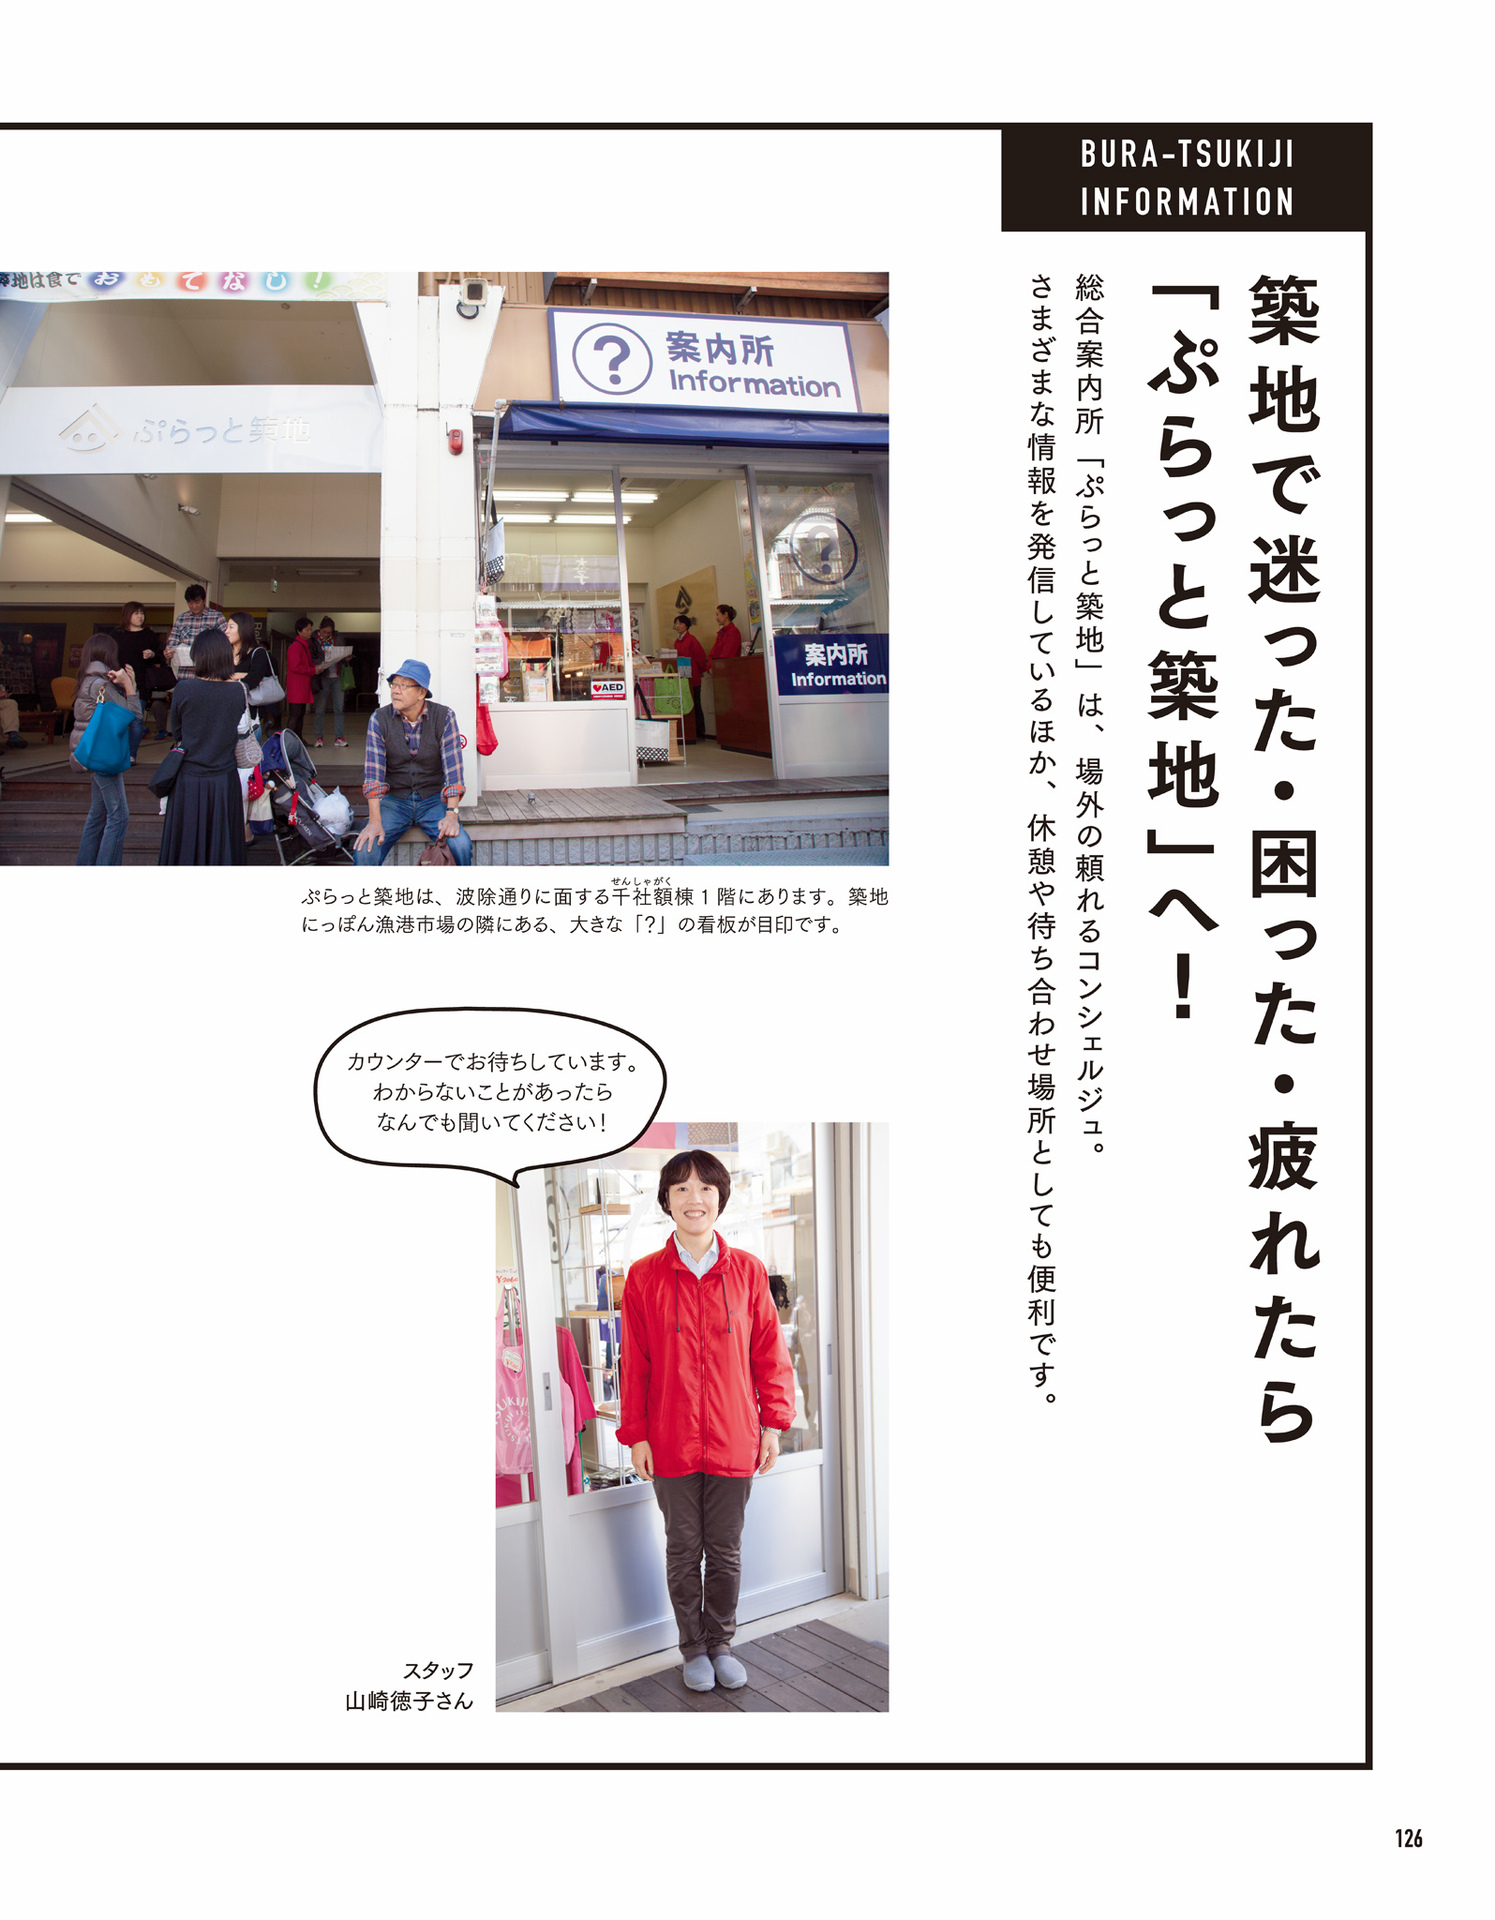 BURA-TSUKIJI
INFORMATION
築地で迷った・困った・疲れたら
「ぷらっと築地」へ！
総合案内所「ぷらっと築地」は、場外の頼れるコンシェルジュ。
さまざまな情報を発信しているほか、休憩や待ち合わせ場所としても便利です。
築地は食でおもてなし！
ぷらっと築地
?
案内所
Information
案内所
Information
AED
せんしゃがく
ぷらっと築地は、波除通りに面する千社額棟1階にあります。築地
にっぽん漁港市場の隣にある、大きな「?」の看板が目印です。
カウンターでお待ちしています。
わからないことがあったら
なんでも聞いてください！
スタッフ
山崎徳子さん
126